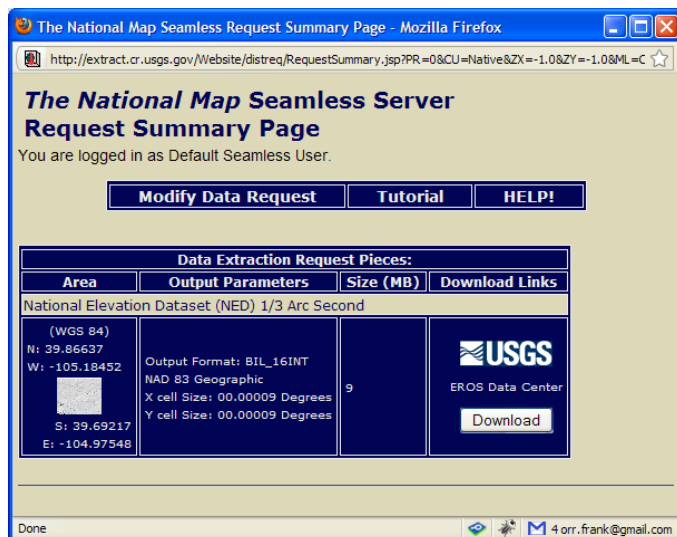 The National Map Seamless Request Summary Page - Mozilla Firefox
http://extract.cr.usgs.gov/Website/distreq/RequestSummary.jsp?PR=0&CU=Native&ZX=-1.0&ZY=-1.0&ML=C
The National Map Seamless Server
Request Summary Page
You are logged in as Default Seamless User.
Modify Data Request Tutorial HELP!
Data Extraction Request Pieces:
Area Output Parameters Size (MB) Download Links
National Elevation Dataset (NED) 1/3 Arc Second
(WGS 84)
N: 39.86637
W: -105.18452
S: 39.69217
E: -104.97548
Output Format: BIL_16INT
NAD 83 Geographic
X cell Size: 00.00009 Degrees
Y cell Size: 00.00009 Degrees
9
USGS
EROS Data Center
Download
Done
4 orr.frank@gmail.com